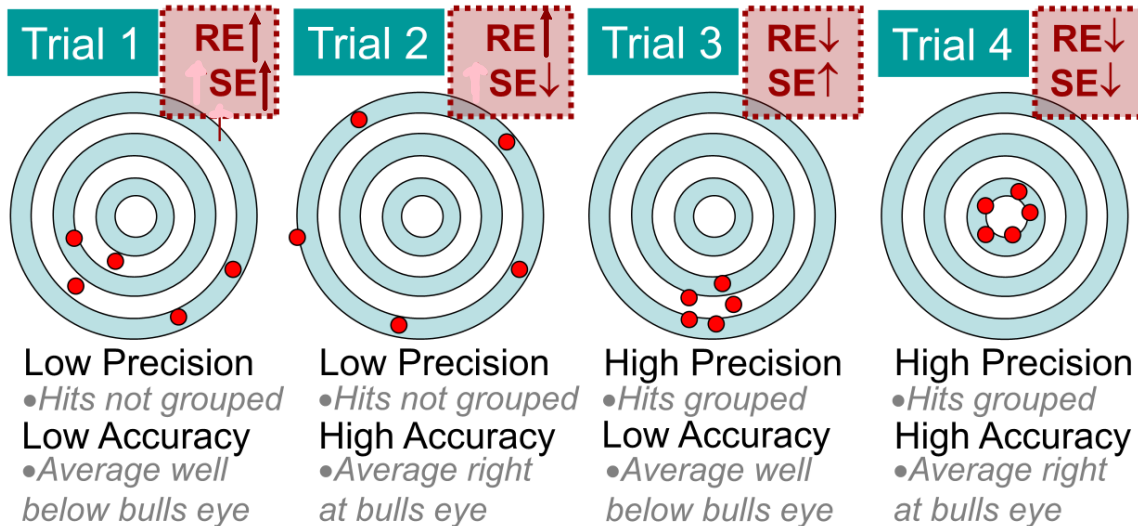 Trial 1
RE↑
SE↑
Trial 2
RE↑
SE↓
Trial 3
RE↓
SE↑
Trial 4
RE↓
SE↓
Low Precision
•Hits not grouped
Low Accuracy
•Average well
below bulls eye
Low Precision
•Hits not grouped
High Accuracy
•Average right
at bulls eye
High Precision
•Hits grouped
Low Accuracy
•Average well
below bulls eye
High Precision
•Hits grouped
High Accuracy
•Average right
at bulls eye